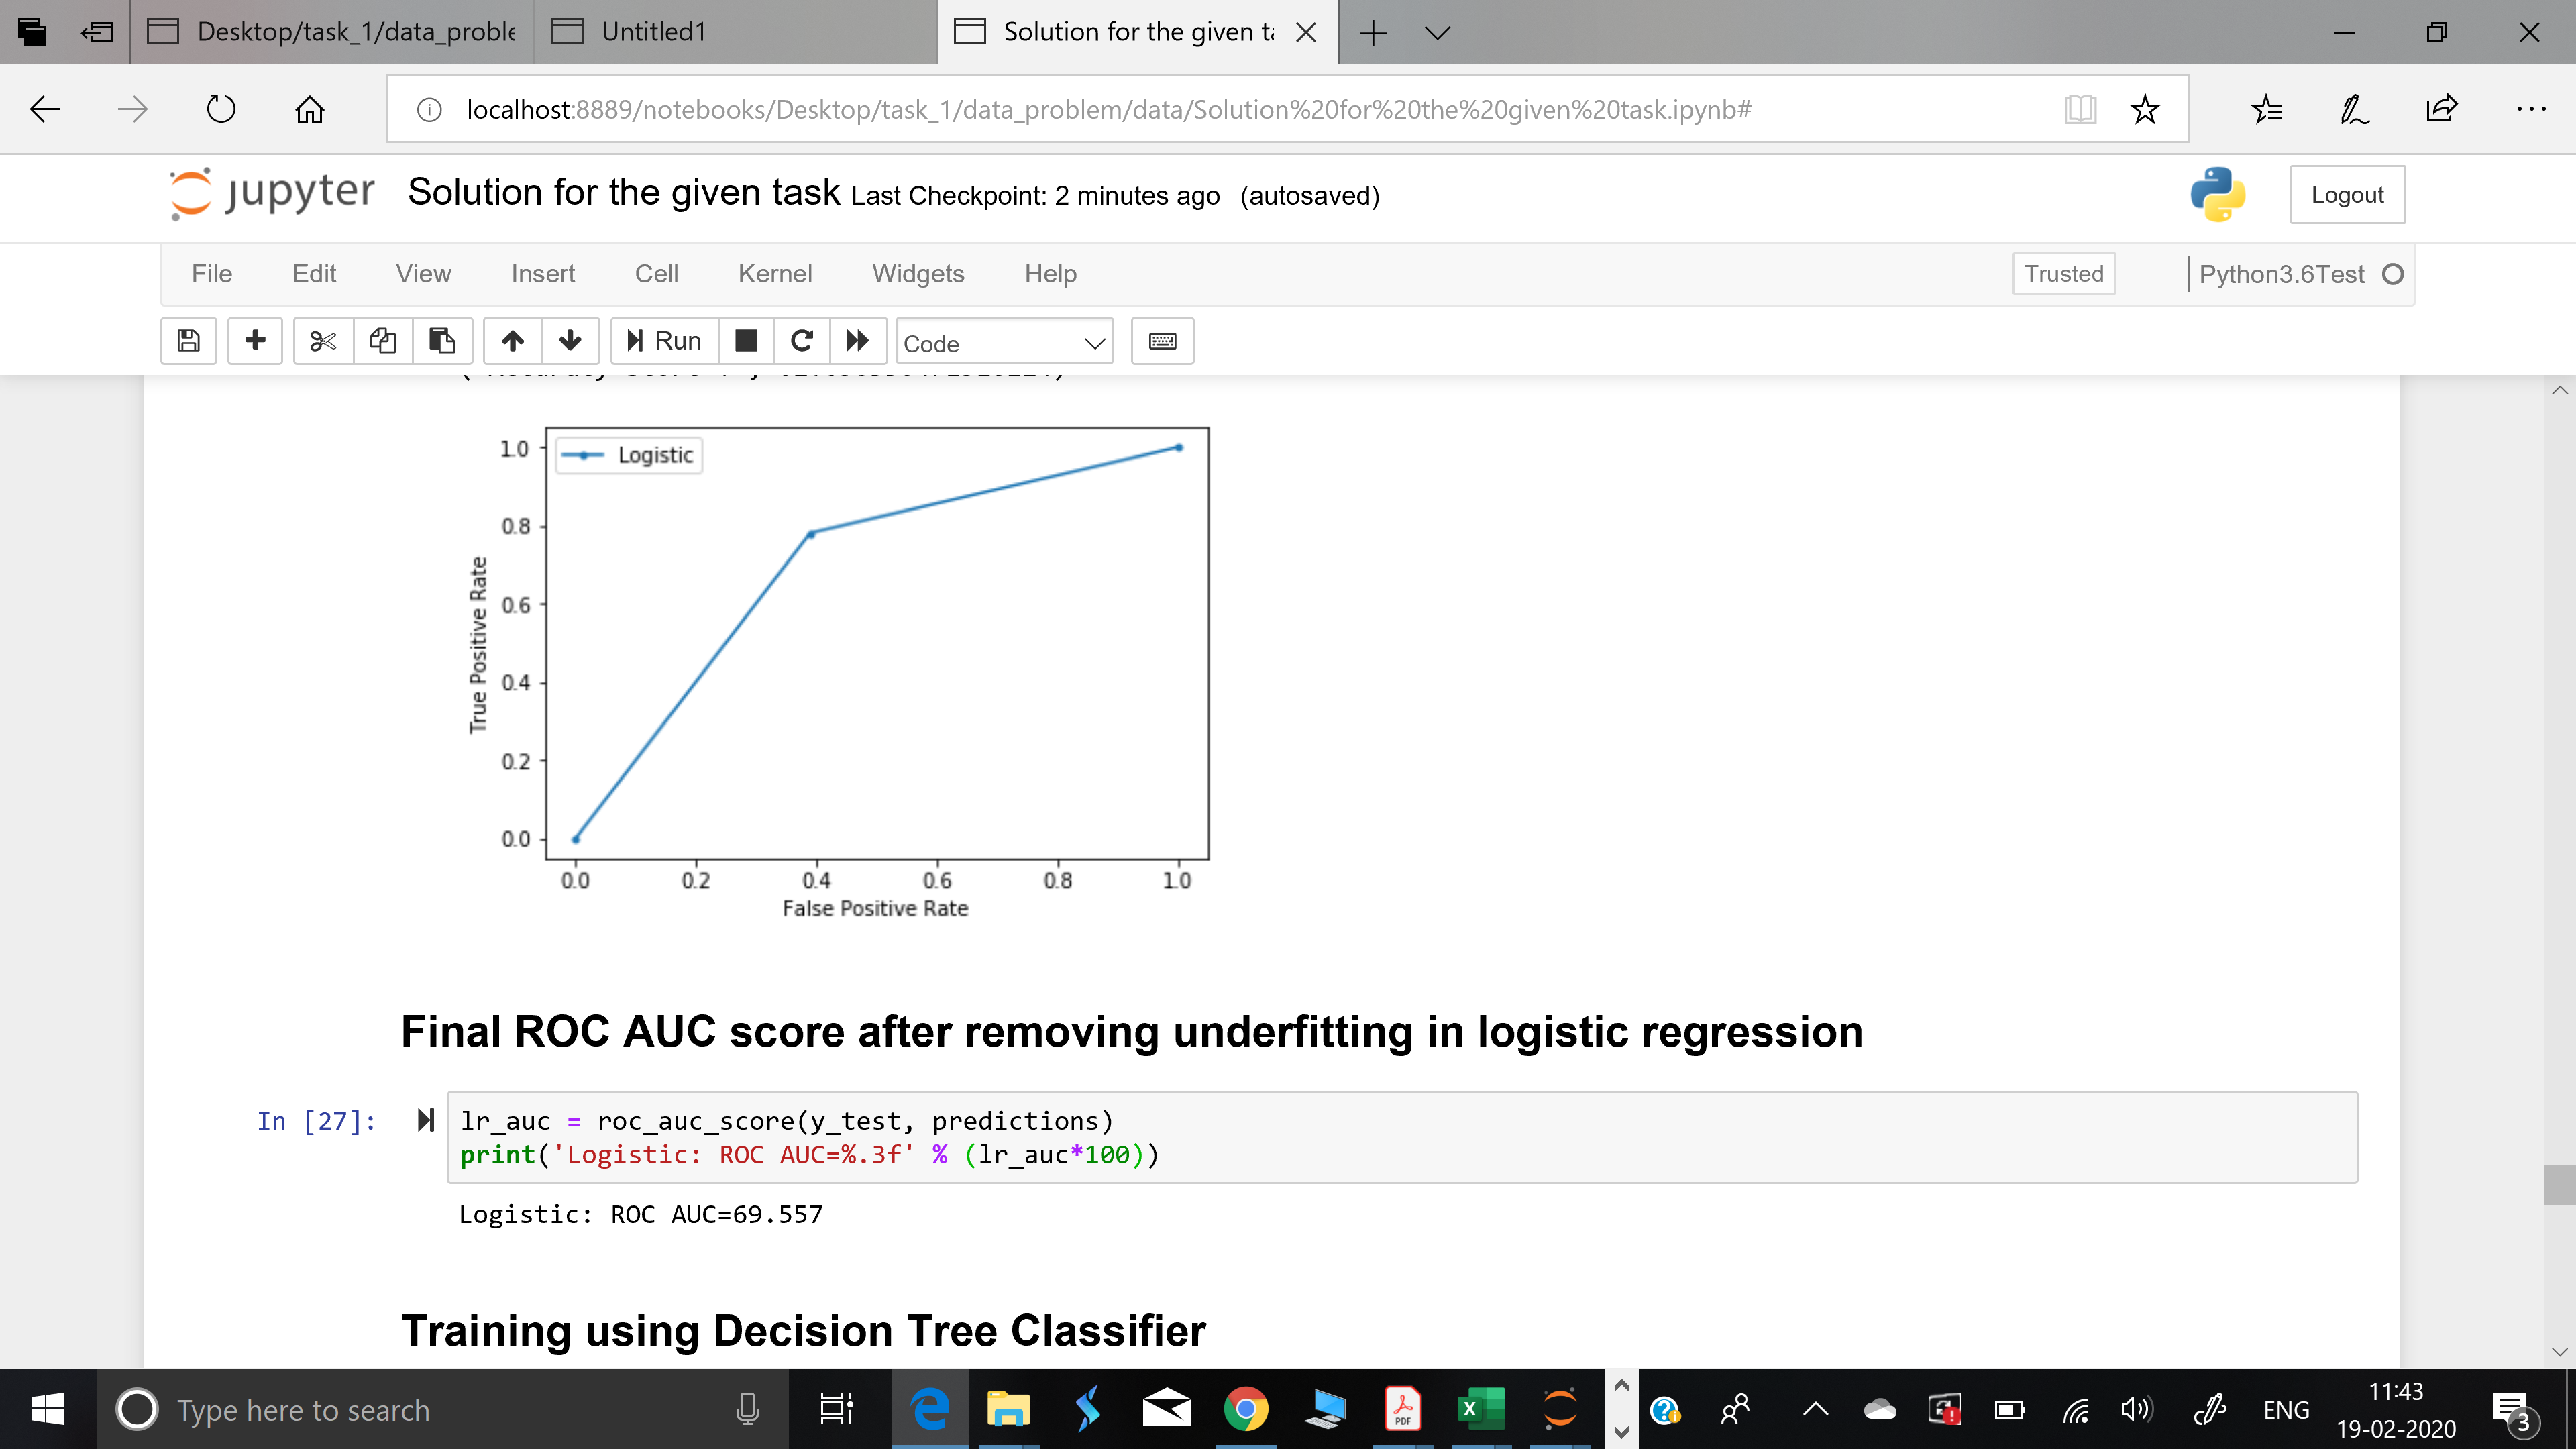 Desktop/task_1/data_proble
Untitled1
Solution for the given ta
localhost:8889/notebooks/Desktop/task_1/data_problem/data/Solution%20for%20the%20given%20task.ipynb#
jupyter Solution for the given task Last Checkpoint: 2 minutes ago (autosaved)
Logout
File Edit View Insert Cell Kernel Widgets Help
Trusted
Python3.6Test
Run
Code
Logistic
1.0
0.8
0.6
0.4
0.2
0.0
True Positive Rate
0.0 0.2 0.4 0.6 0.8 1.0
False Positive Rate
Final ROC AUC score after removing underfitting in logistic regression
In [27]:
lr_auc = roc_auc_score(y_test, predictions)
print('Logistic: ROC AUC=%.3f' % (lr_auc*100))
Logistic: ROC AUC=69.557
Training using Decision Tree Classifier
Type here to search
PDF
ENG
11:43
19-02-2020
3